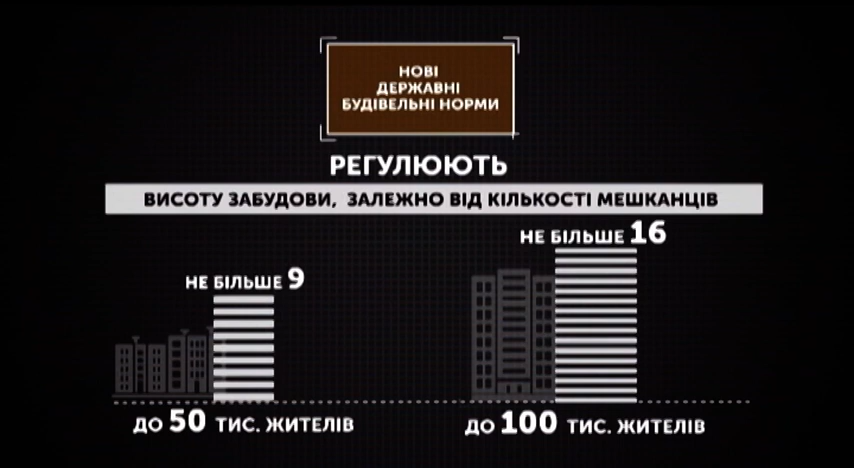 НОВІ
ДЕРЖАВНІ
БУДІВЕЛЬНІ НОРМИ
РЕГУЛЮЮТЬ
ВИСОТУ ЗАБУДОВИ, ЗАЛЕЖНО ВІД КІЛЬКОСТІ МЕШКАНЦІВ
НЕ БІЛЬШЕ 16
НЕ БІЛЬШЕ 9
ДО 50 ТИС. ЖИТЕЛІВ
ДО 100 ТИС. ЖИТЕЛІВ